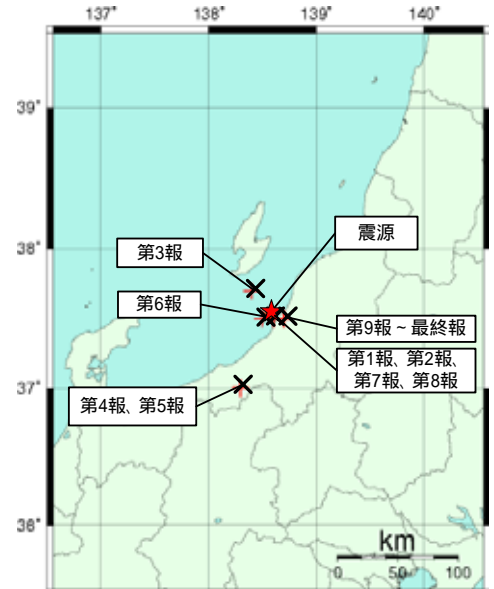 137°
138°
139°
140°
39°
38°
37°
36°
震源
第3報
第6報
第9報 ~ 最終報
第1報、第2報、
第7報、第8報
第4報、第5報
km
0 50 100